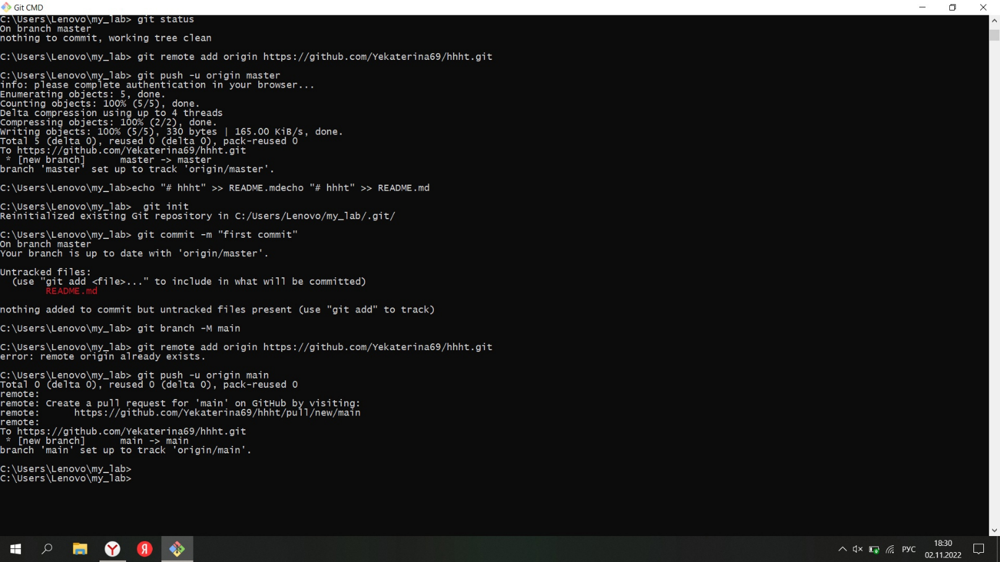 Git CMD
C:\Users\Lenovo\my_lab> git status
On branch master
nothing to commit, working tree clean
C:\Users\Lenovo\my_lab> git remote add origin https://github.com/Yekaterina69/hhht.git
C:\Users\Lenovo\my_lab> git push -u origin master
info: please complete authentication in your browser...
Enumerating objects: 5, done.
Counting objects: 100% (5/5), done.
Delta compression using up to 4 threads
Compressing objects: 100% (2/2), done.
Writing objects: 100% (5/5), 330 bytes | 165.00 KiB/s, done.
Total 5 (delta 0), reused 0 (delta 0), pack-reused 0
To https://github.com/Yekaterina69/hhht.git
 * [new branch]      master -> master
branch 'master' set up to track 'origin/master'.
C:\Users\Lenovo\my_lab>echo "# hhht" >> README.mdecho "# hhht" >> README.md
C:\Users\Lenovo\my_lab>  git init
Reinitialized existing Git repository in C:/Users/Lenovo/my_lab/.git/
C:\Users\Lenovo\my_lab> git commit -m "first commit"
On branch master
Your branch is up to date with 'origin/master'.
Untracked files:
  (use "git add <file>..." to include in what will be committed)
        README.md
nothing added to commit but untracked files present (use "git add" to track)
C:\Users\Lenovo\my_lab> git branch -M main
C:\Users\Lenovo\my_lab> git remote add origin https://github.com/Yekaterina69/hhht.git
error: remote origin already exists.
C:\Users\Lenovo\my_lab> git push -u origin main
Total 0 (delta 0), reused 0 (delta 0), pack-reused 0
remote:
remote: Create a pull request for 'main' on GitHub by visiting:
remote:      https://github.com/Yekaterina69/hhht/pull/new/main
remote:
To https://github.com/Yekaterina69/hhht.git
 * [new branch]      main -> main
branch 'main' set up to track 'origin/main'.
C:\Users\Lenovo\my_lab>
C:\Users\Lenovo\my_lab>
Y
Я
РУС
18:30
02.11.2022